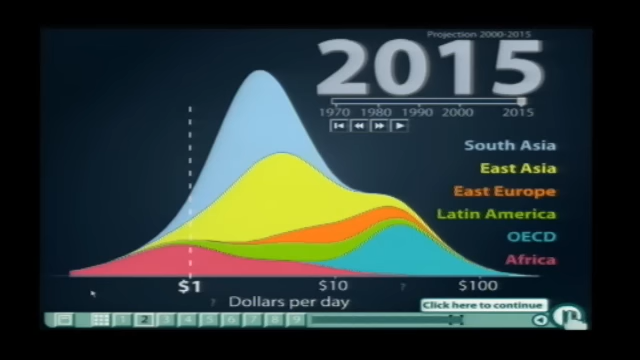 Projection 2000-2015
2015
1970 1980 1990 2000 2015
South Asia
East Asia
East Europe
Latin America
OECD
Africa
$1 $10 $100
? ?
Dollars per day
Click here to continue
1 2 3 4 5 6 7 8 9